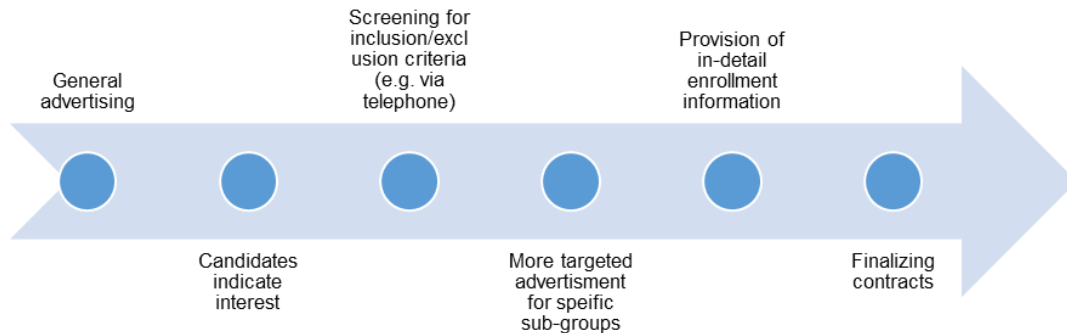 General
advertising
Candidates
indicate
interest
Screening for
inclusion/excl
usion criteria
(e.g. via
telephone)
More targeted
advertisment
for speific
sub-groups
Provision of
in-detail
enrollment
information
Finalizing
contracts